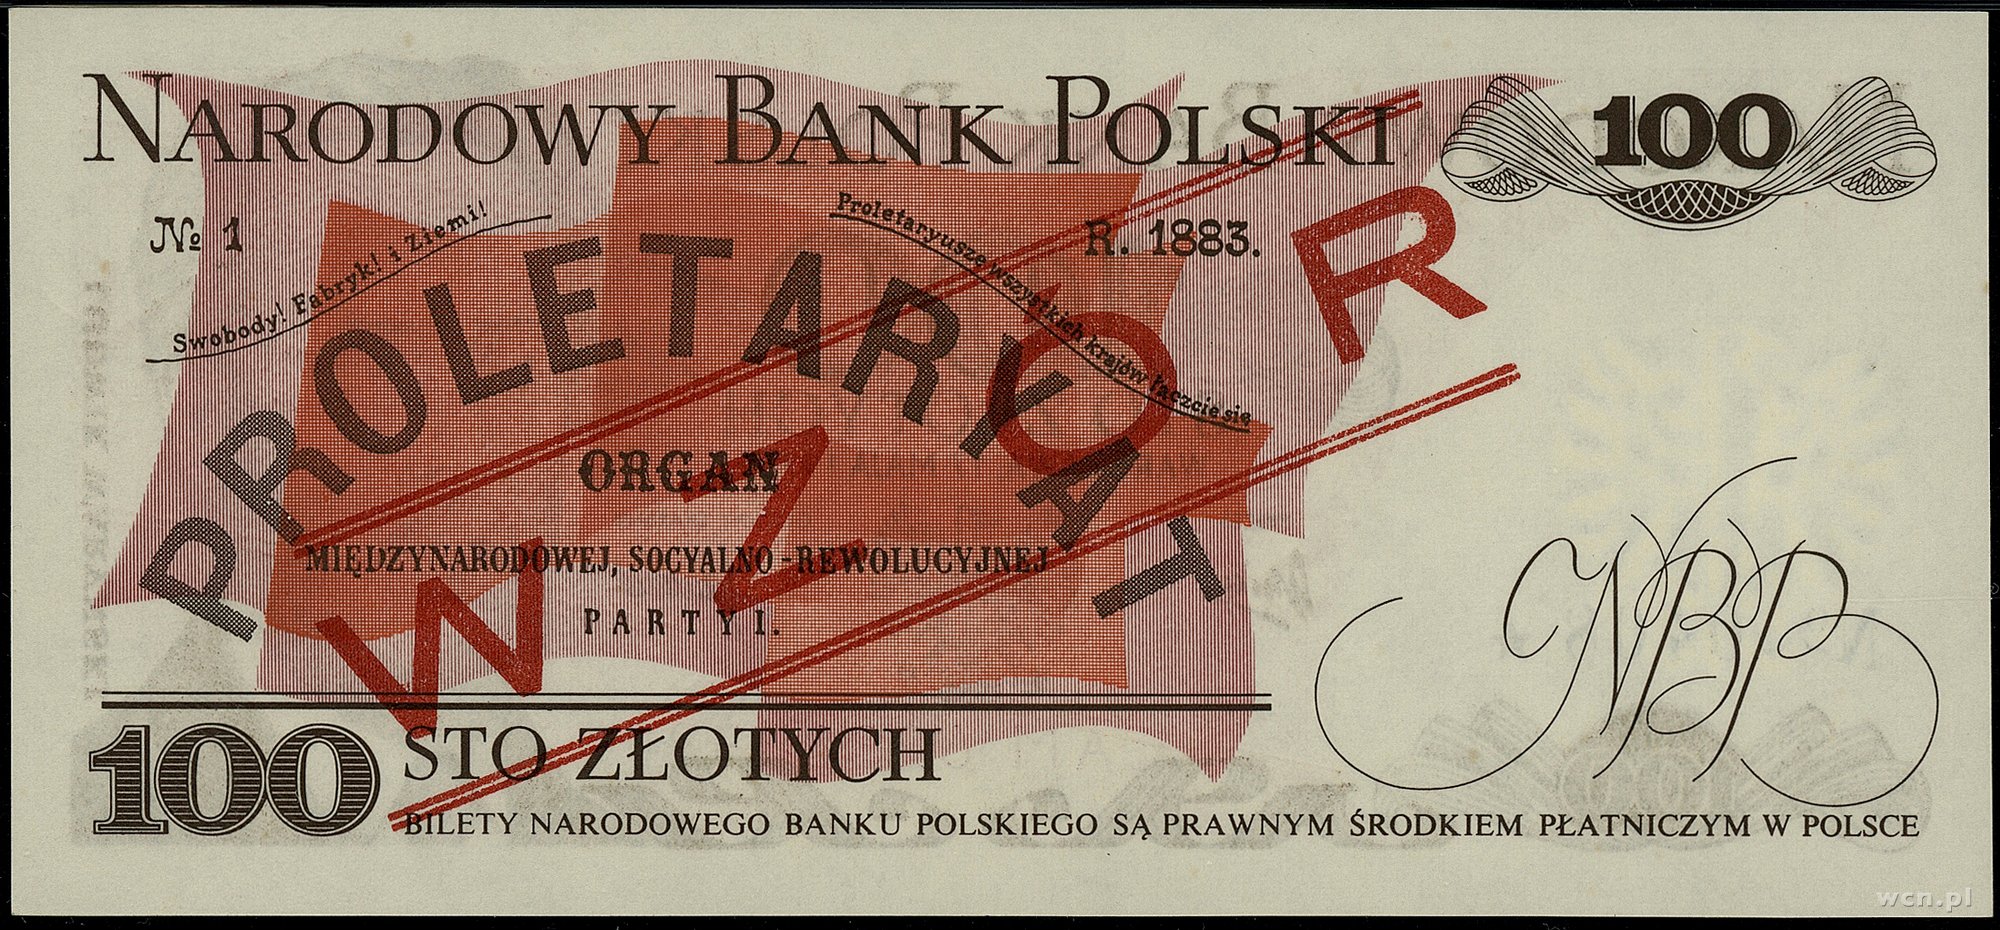 NARODOWY BANK POLSKI
100
№ 1
Swobody! Fabryk! i Ziemi!
Proletaryusze wszystkich krajów łączcie się
R. 1883.
PROLETARYAT
ORGAN
MIĘDZYNARODOWEJ, SOCYALNO-REWOLUCYJNEJ
PARTYI.
WZOR
NBP
100 STO ZŁOTYCH
BILETY NARODOWEGO BANKU POLSKIEGO SĄ PRAWNYM ŚRODKIEM PŁATNICZYM W POLSCE
wcn.pl